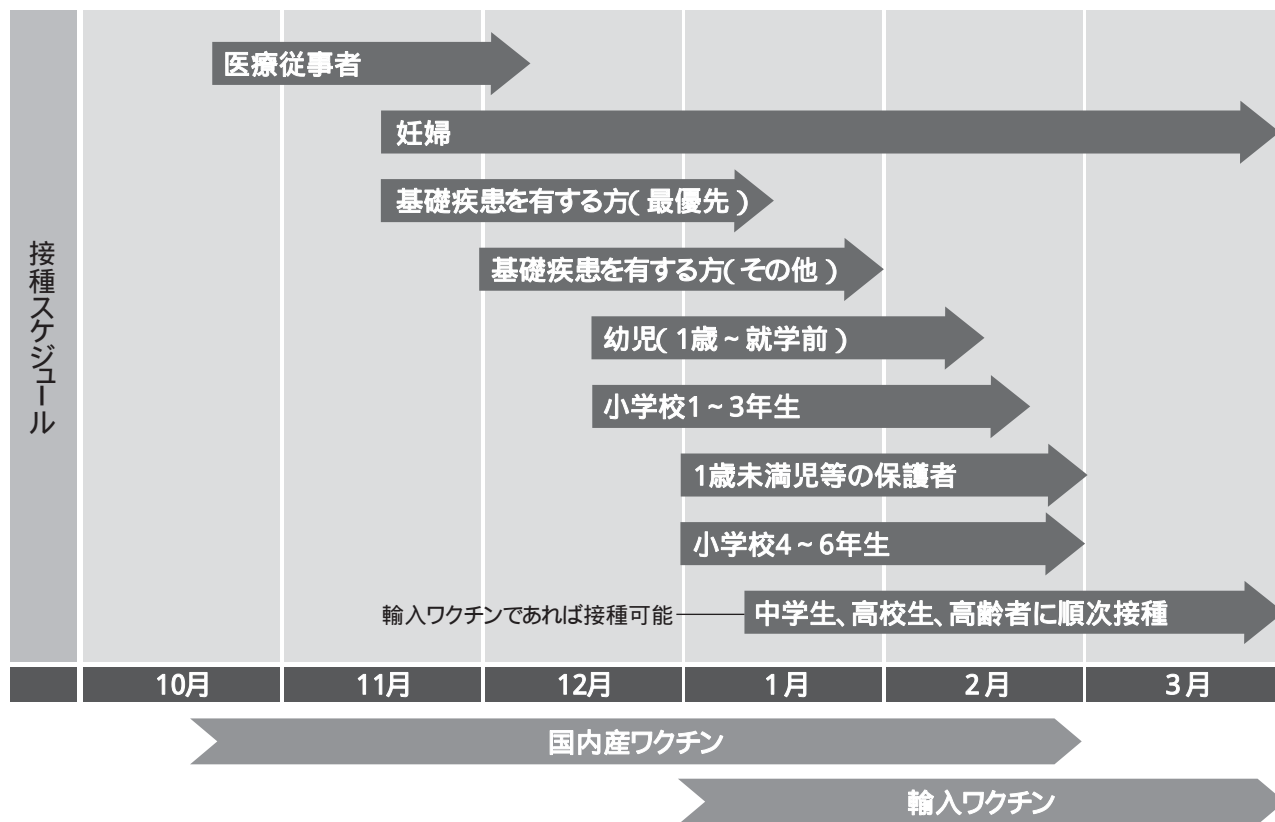 接種スケジュール
医療従事者
妊婦
基礎疾患を有する方(最優先)
基礎疾患を有する方(その他)
幼児(1歳~就学前)
小学校1~3年生
1歳未満児等の保護者
小学校4~6年生
輸入ワクチンであれば接種可能
中学生、高校生、高齢者に順次接種
10月
11月
12月
1月
2月
3月
国内産ワクチン
輸入ワクチン